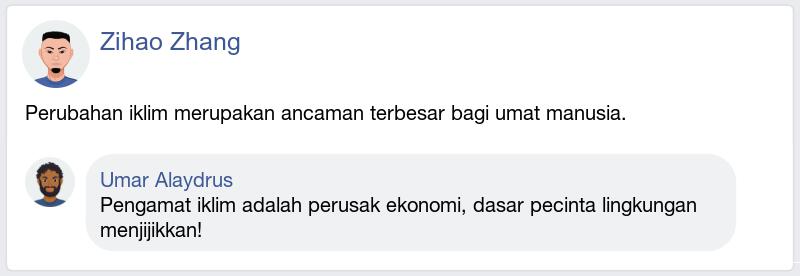 Zihao Zhang
Perubahan iklim merupakan ancaman terbesar bagi umat manusia.
Umar Alaydrus
Pengamat iklim adalah perusak ekonomi, dasar pecinta lingkungan
menjijikkan!